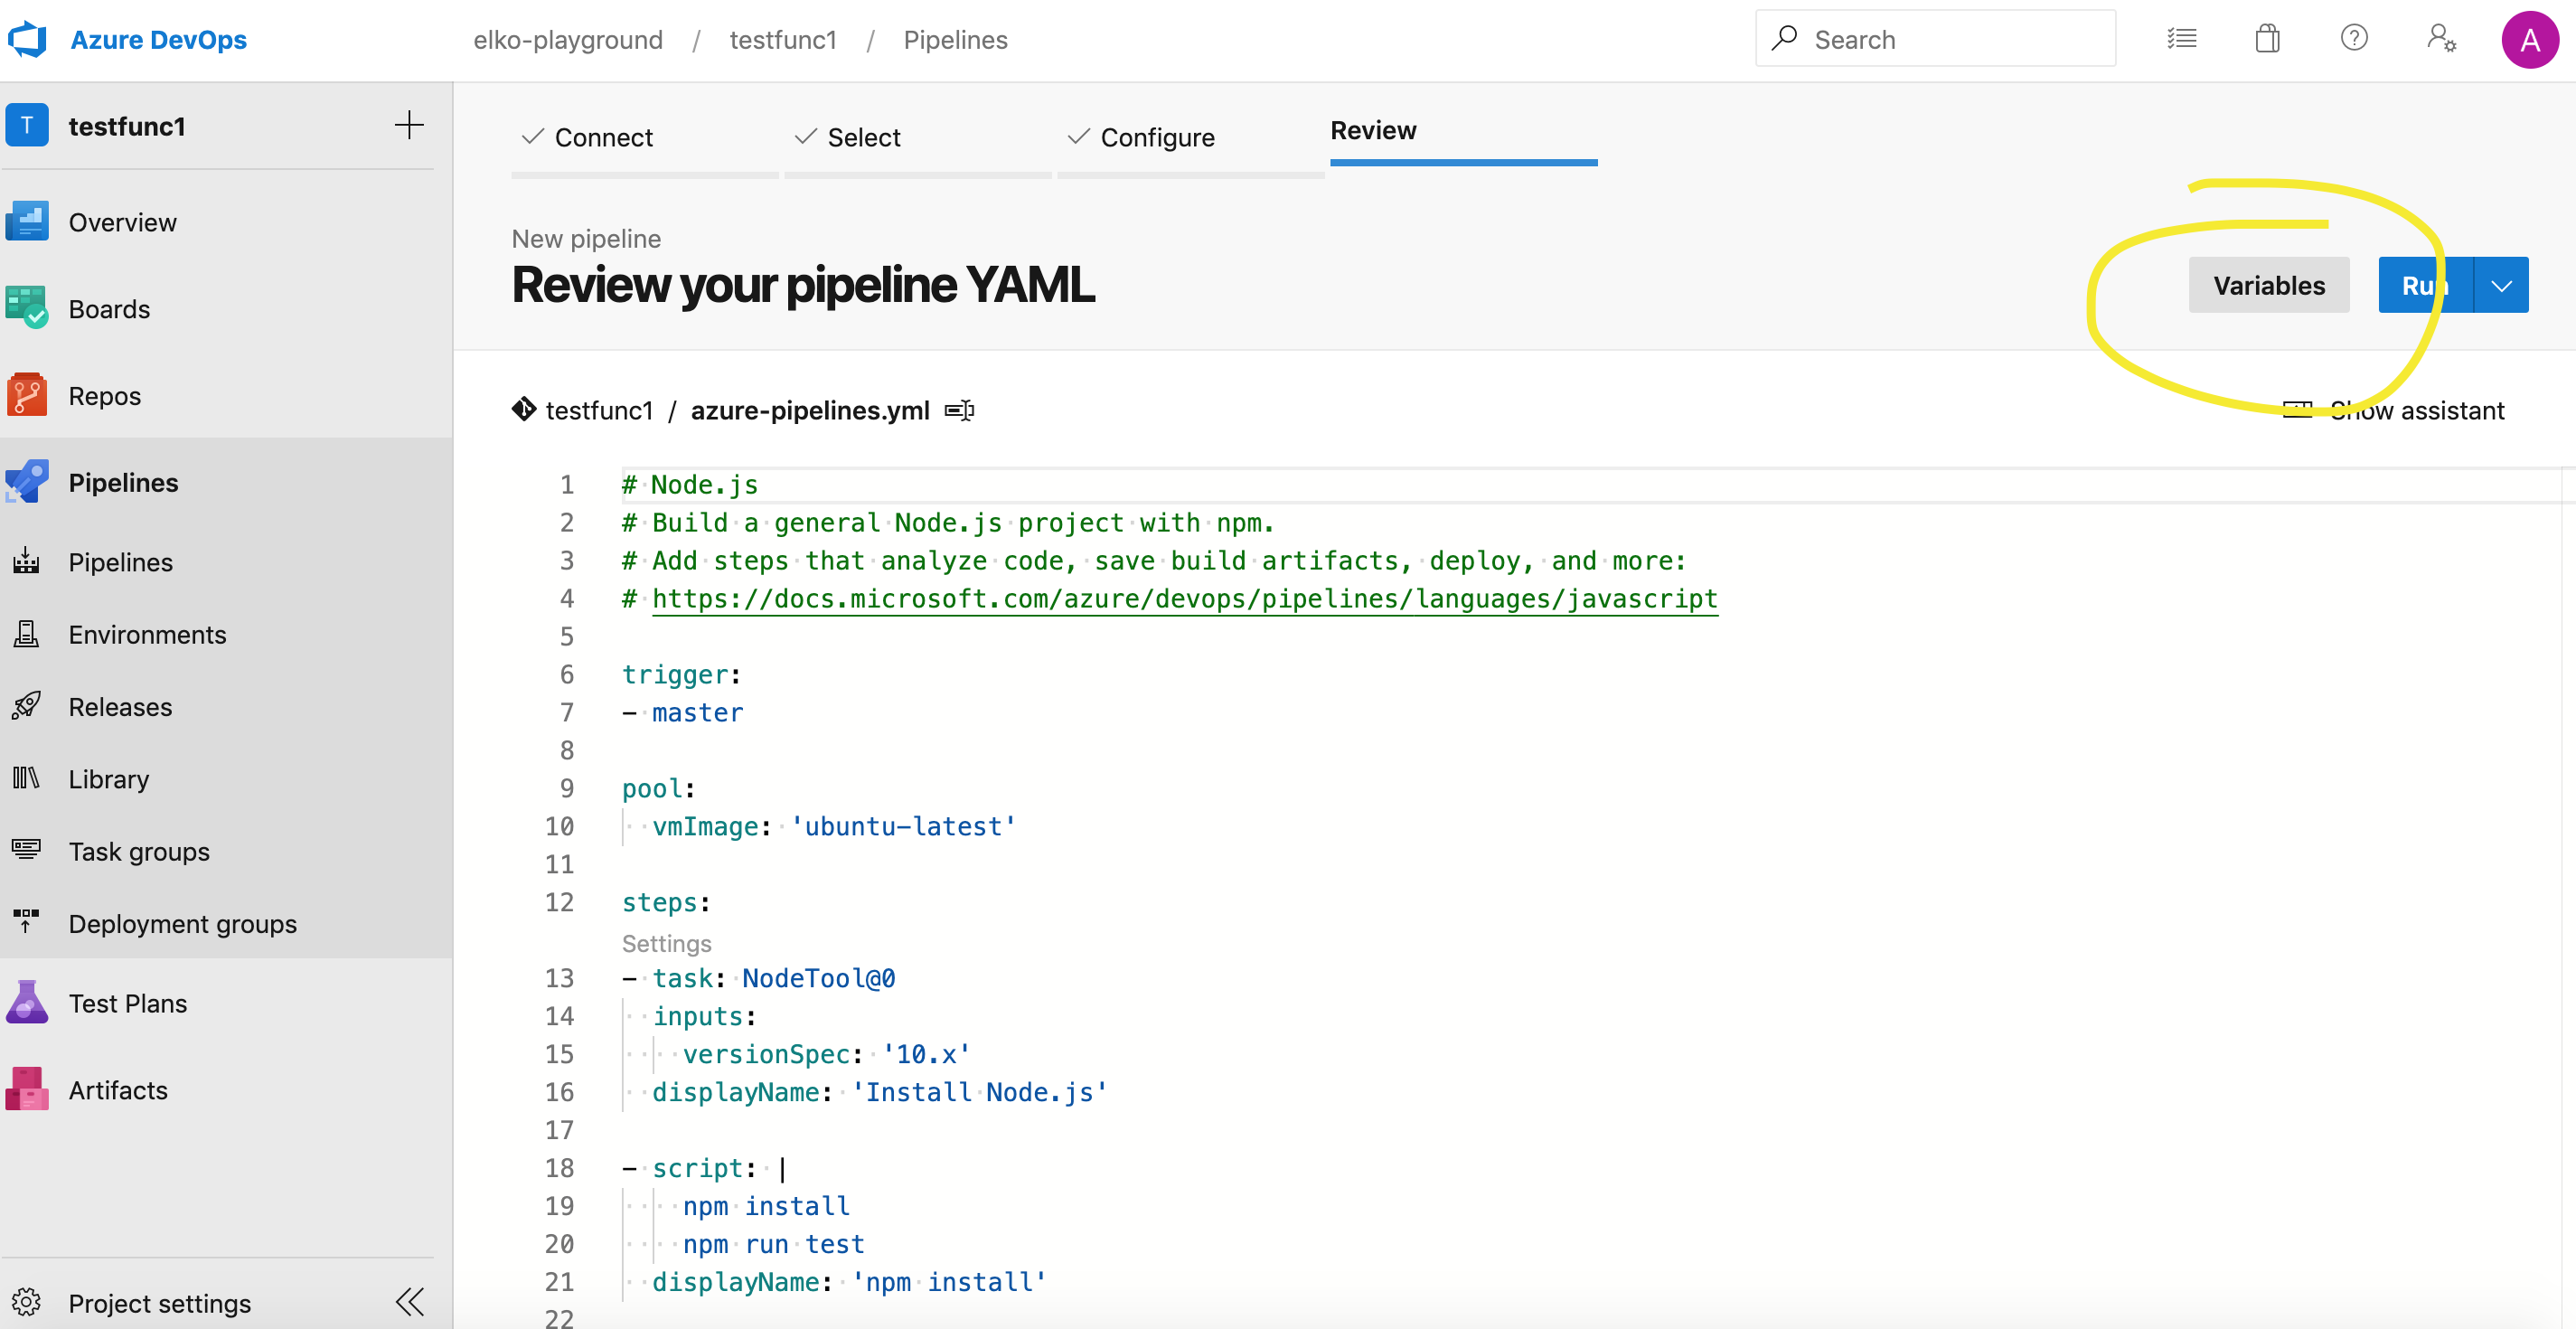 Azure DevOps
elko-playground / testfunc1 / Pipelines
Search
A
T testfunc1
Overview
Boards
Repos
Pipelines
Pipelines
Environments
Releases
Library
Task groups
Deployment groups
Test Plans
Artifacts
Project settings
Connect
Select
Configure
Review
New pipeline
Review your pipeline YAML
Variables
Run
testfunc1 / azure-pipelines.yml
Show assistant
1 # Node.js
2 # Build a general Node.js project with npm.
3 # Add steps that analyze code, save build artifacts, deploy, and more:
4 # https://docs.microsoft.com/azure/devops/pipelines/languages/javascript
5
6 trigger:
7 - master
8
9 pool:
10 vmImage: 'ubuntu-latest'
11
12 steps:
Settings
13 - task: NodeTool@0
14 inputs:
15 versionSpec: '10.x'
16 displayName: 'Install Node.js'
17
18 - script: |
19 npm install
20 npm run test
21 displayName: 'npm install'
22